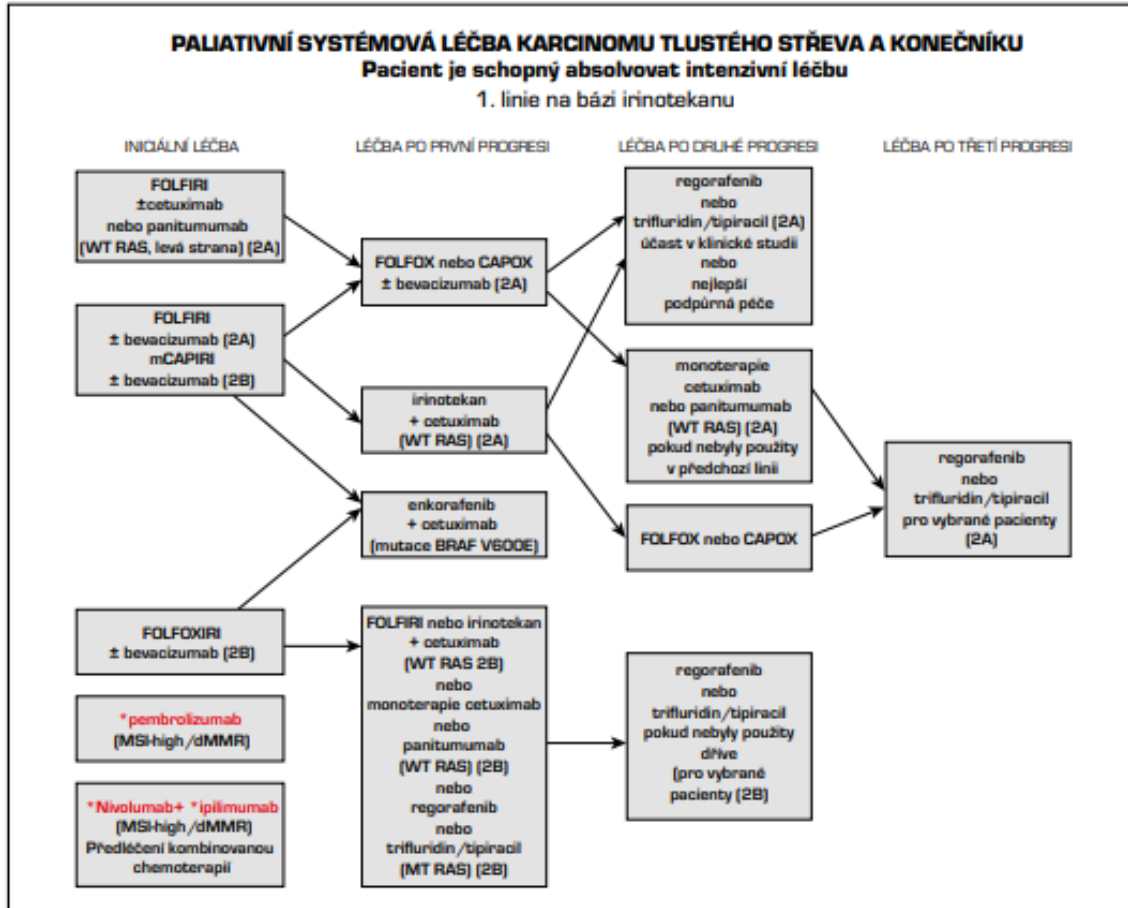 PALIATIVNÍ SYSTÉMOVÁ LÉČBA KARCINOMU TLUSTÉHO STŘEVA A KONEČNÍKU
Pacient je schopný absolvovat intenzivní léčbu
1. linie na bázi irinotekanu
INICIÁLNÍ LÉČBA
FOLFIRI
±cetuximab
nebo panitumumab
(WT RAS, levá strana) (2A)
FOLFIRI
± bevacizumab (2A)
mCAPIRI
± bevacizumab (2B)
FOLFOXIRI
± bevacizumab (2B)
*pembrolizumab
(MSI-high/dMMR)
*Nivolumab+ *ipilimumab
(MSI-high/dMMR)
Předléčení kombinovanou
chemoterapií
LÉČBA PO PRVNÍ PROGRESI
FOLFOX nebo CAPOX
± bevacizumab (2A)
irinotekan
+ cetuximab
(WT RAS) (2A)
enkorafenib
+ cetuximab
(mutace BRAF V600E)
FOLFIRI nebo irinotekan
+ cetuximab
(WT RAS 2B)
nebo
monoterapie cetuximab
nebo
panitumumab
(WT RAS) (2B)
nebo
regorafenib
nebo
trifluridin/tipiracil
(MT RAS) (2B)
LÉČBA PO DRUHÉ PROGRESI
regorafenib
nebo
trifluridin/tipiracil (2A)
účast v klinické studii
nebo
nejlepší
podpůrná péče
monoterapie
cetuximab
nebo panitumumab
(WT RAS) (2A)
pokud nebyly použity
v předchozí linii
FOLFOX nebo CAPOX
regorafenib
nebo
trifluridin/tipiracil
pokud nebyly použity
dříve
(pro vybrané
pacienty (2B)
LÉČBA PO TŘETÍ PROGRESI
regorafenib
nebo
trifluridin/tipiracil
pro vybrané pacienty
(2A)